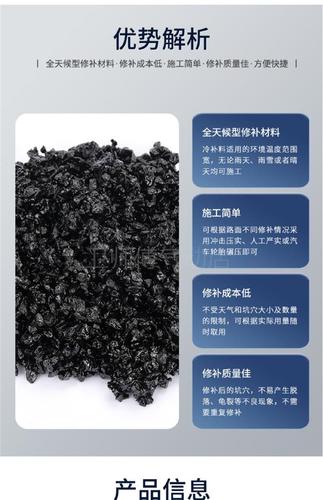 优势解析
全天候型修补材料·修补成本低·施工简单·修补质量佳·方便快捷
全天候型修补材料
冷补料适用的环境温度范围
宽，无论雨天、雨雪或者晴
天均可施工
施工简单
可根据路面不同修补情况采
用冲击压实、人工严实或汽
车轮胎碾压即可
修补成本低
不受天气和坑穴大小及数量
的限制，可根据实际用量随
时取用
修补质量佳
修补后的坑穴，不易产生脱
落、龟裂等不良现象，不需
要重复修补
产品信息